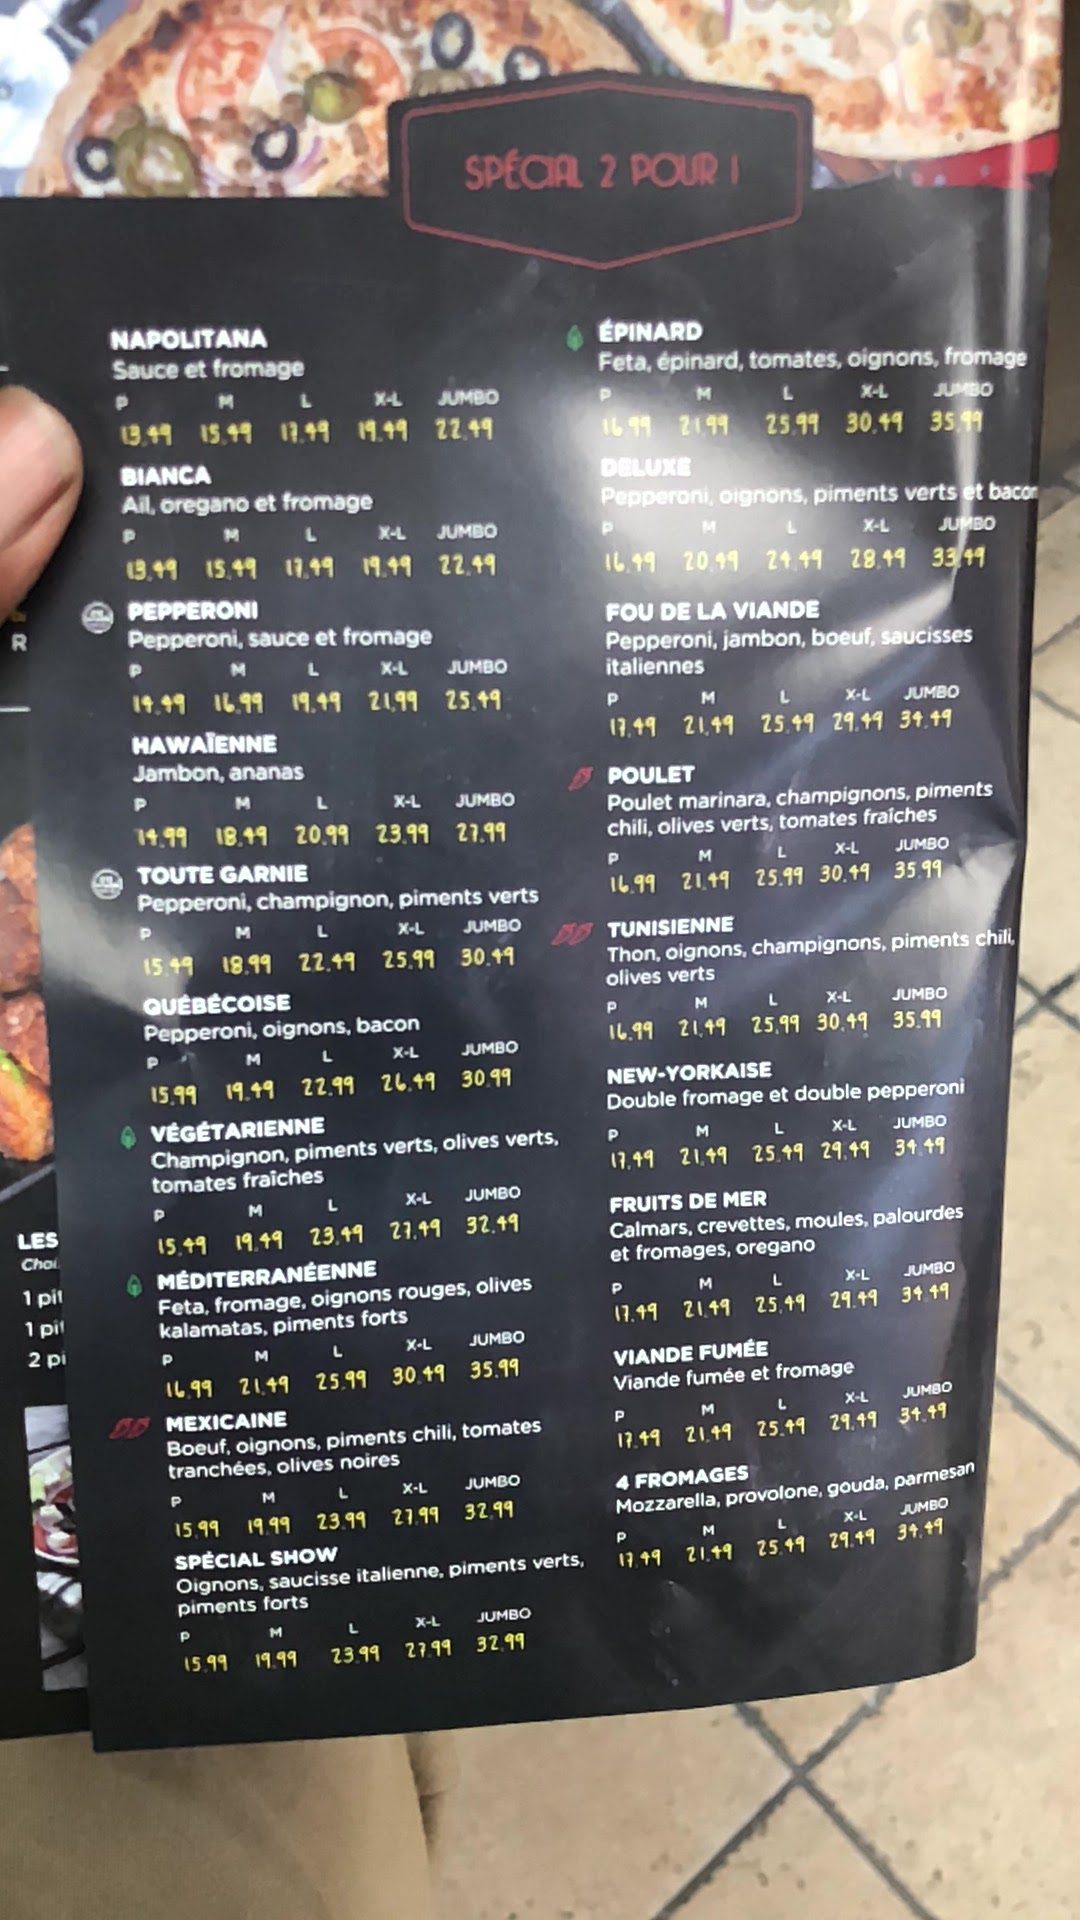 SPÉCIAL 2 POUR 1
NAPOLITANA
Sauce et fromage
P M L X-L JUMBO
13.49 15.49 17.49 19.49 22.49
BIANCA
Ail, oregano et fromage
P M L X-L JUMBO
13.49 15.49 17.49 19.49 22.49
PEPPERONI
Pepperoni, sauce et fromage
P M L X-L JUMBO
14.49 16.99 19.49 21.99 25.49
HAWAÏENNE
Jambon, ananas
P M L X-L JUMBO
14.99 18.49 20.99 23.99 27.99
TOUTE GARNIE
Pepperoni, champignon, piments verts
P M L X-L JUMBO
15.49 18.99 22.49 25.99 30.49
QUÉBÉCOISE
Pepperoni, oignons, bacon
P M L X-L JUMBO
15.99 19.49 22.99 26.49 30.99
VÉGÉTARIENNE
Champignon, piments verts, olives verts,
tomates fraîches
P M L X-L JUMBO
15.49 19.49 23.49 27.49 32.49
MÉDITERRANÉENNE
Feta, fromage, oignons rouges, olives
kalamatas, piments forts
P M L X-L JUMBO
16.99 21.49 25.99 30.49 35.99
MEXICAINE
Boeuf, oignons, piments chili, tomates
tranchées, olives noires
P M L X-L JUMBO
15.99 19.99 23.99 27.99 32.99
SPÉCIAL SHOW
Oignons, saucisse italienne, piments verts,
piments forts
P M L X-L JUMBO
15.99 19.99 23.99 27.99 32.99
ÉPINARD
Feta, épinard, tomates, oignons, fromage
P M L X-L JUMBO
16.99 21.99 25.99 30.49 35.99
DELUXE
Pepperoni, oignons, piments verts et bacon
P M L X-L JUMBO
16.49 20.49 24.49 28.49 33.49
FOU DE LA VIANDE
Pepperoni, jambon, boeuf, saucisses
italiennes
P M L X-L JUMBO
17.49 21.49 25.49 29.49 34.49
POULET
Poulet marinara, champignons, piments
chili, olives verts, tomates fraîches
P M L X-L JUMBO
16.99 21.49 25.99 30.49 35.99
TUNISIENNE
Thon, oignons, champignons, piments chili,
olives verts
P M L X-L JUMBO
16.99 21.49 25.99 30.49 35.99
NEW-YORKAISE
Double fromage et double pepperoni
P M L X-L JUMBO
17.49 21.49 25.49 29.49 34.49
FRUITS DE MER
Calmars, crevettes, moules, palourdes
et fromages, oregano
P M L X-L JUMBO
17.49 21.49 25.49 29.49 34.49
VIANDE FUMÉE
Viande fumée et fromage
P M L X-L JUMBO
17.49 21.49 25.49 29.49 34.49
4 FROMAGES
Mozzarella, provolone, gouda, parmesan
P M L X-L JUMBO
17.49 21.49 25.49 29.49 34.49
R
LES
1 
1 
2